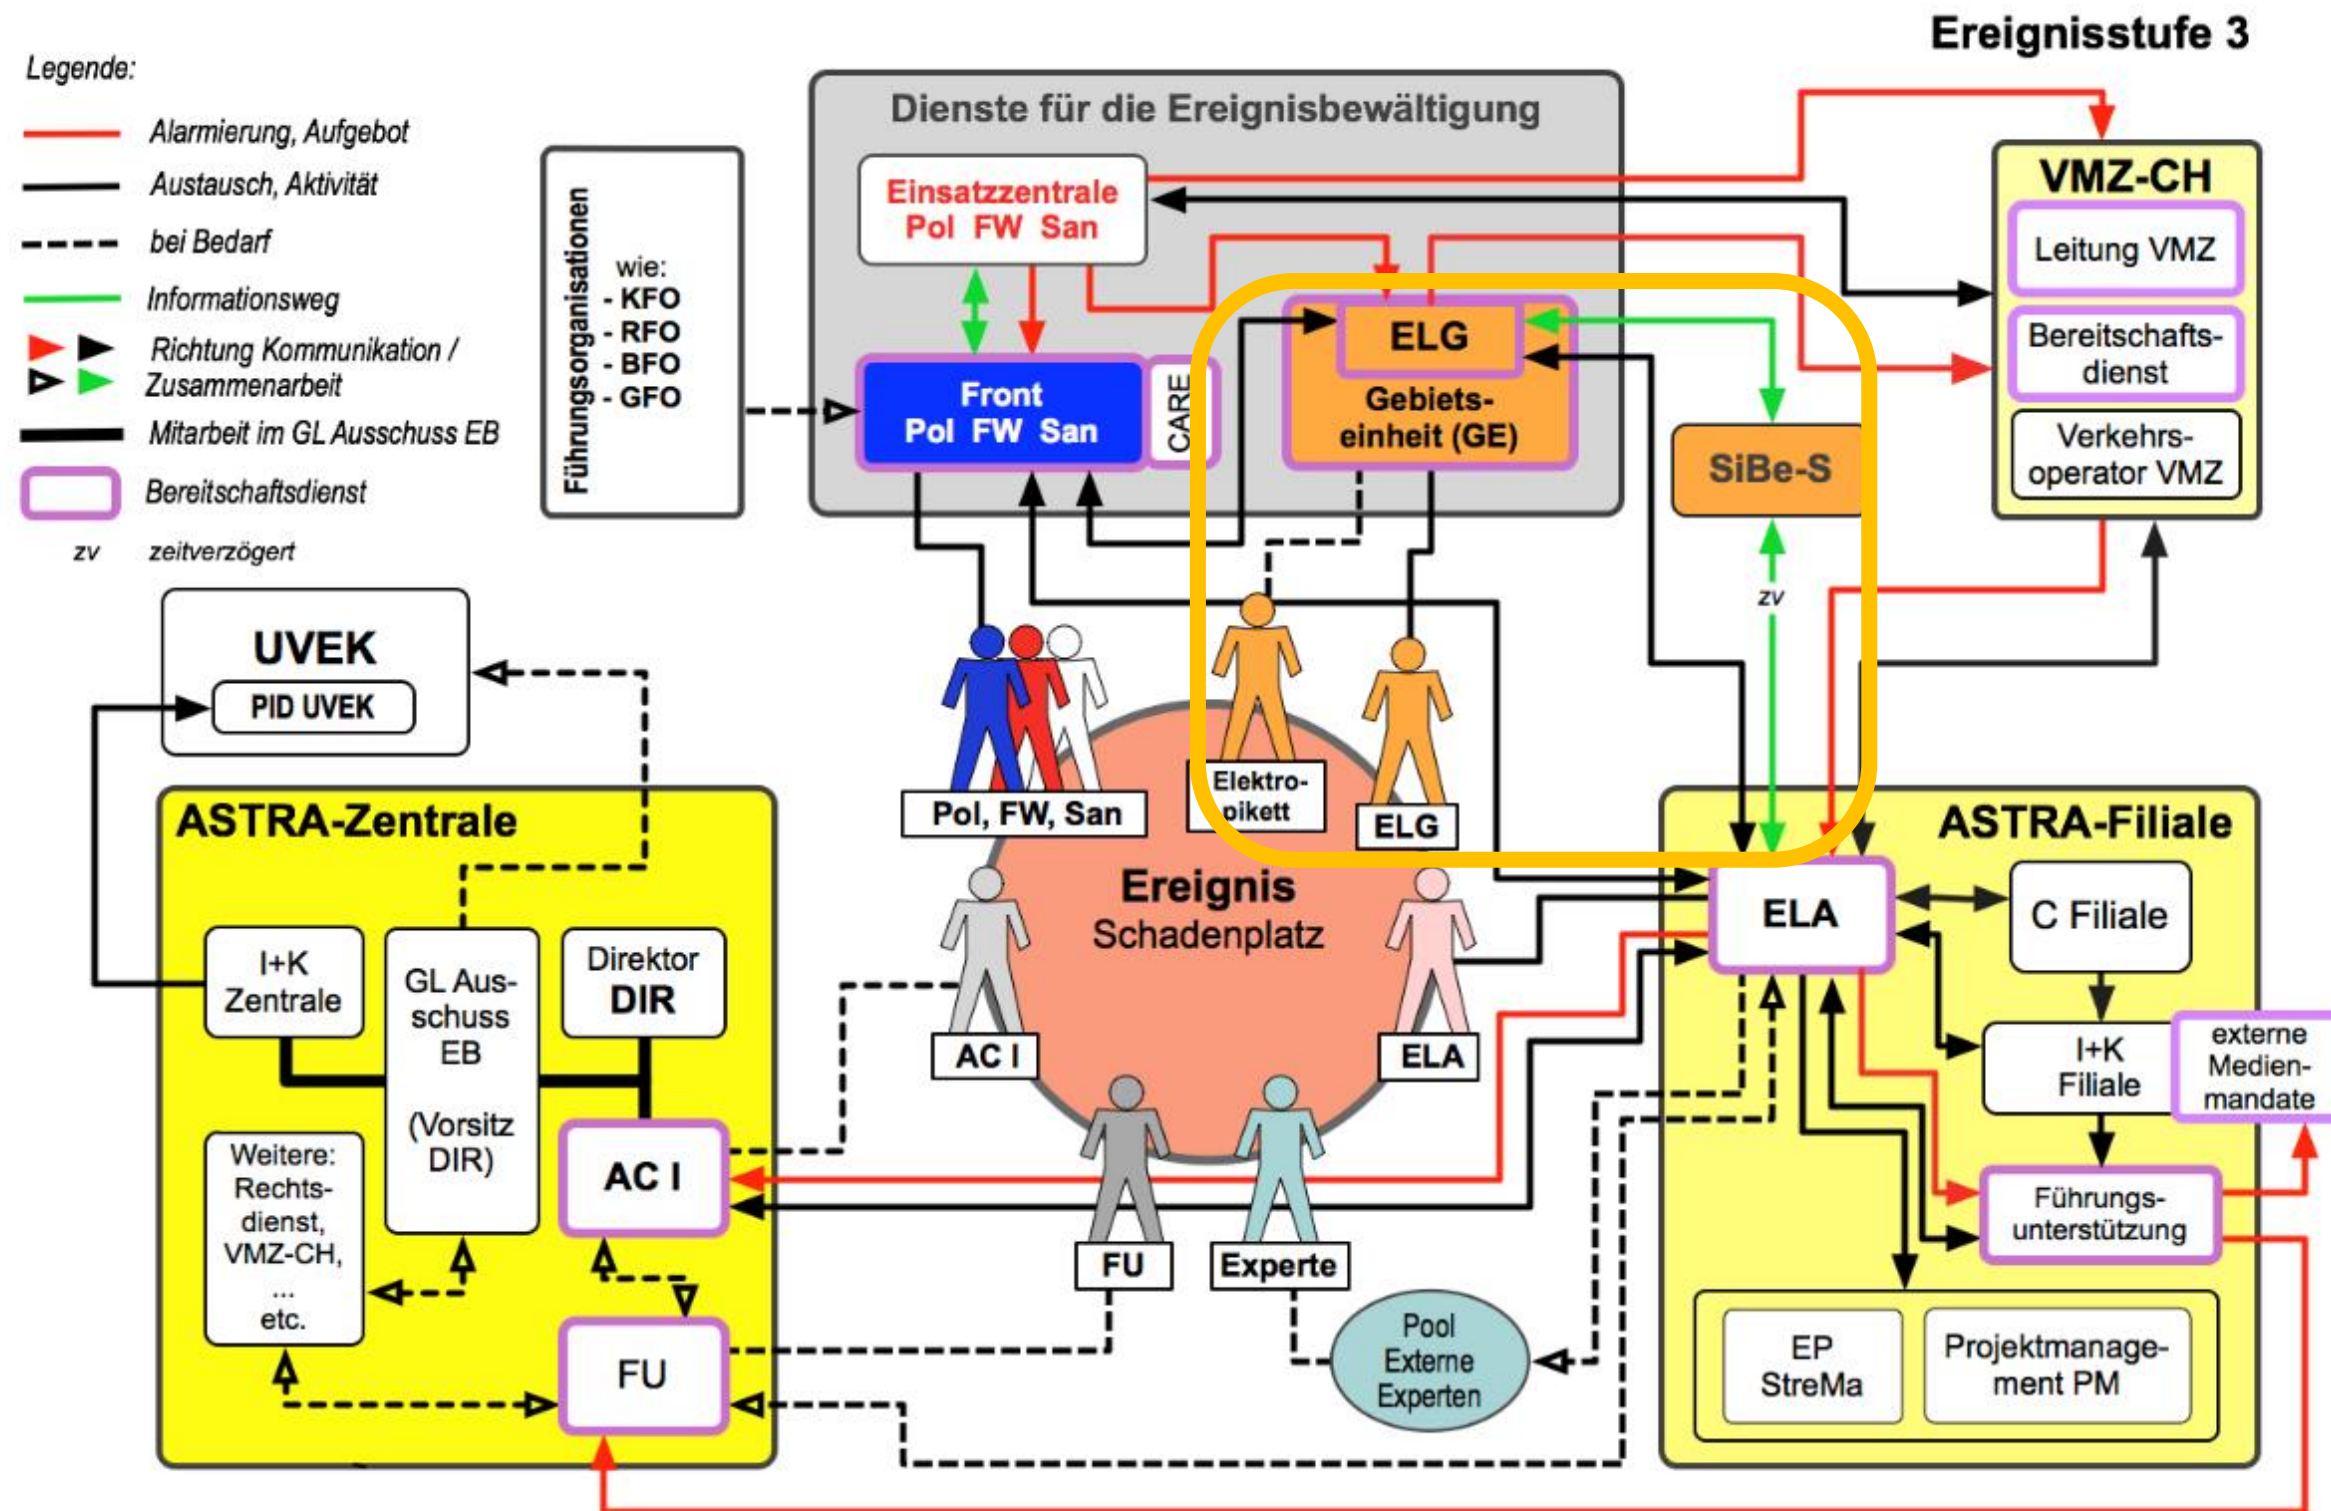 Ereignisstufe 3
Legende:
Alarmierung, Aufgebot
Austausch, Aktivität
bei Bedarf
Informationsweg
Richtung Kommunikation /
Zusammenarbeit
Mitarbeit im GL Ausschuss EB
Bereitschaftsdienst
zv zeitverzögert
Führungsorganisationen
wie:
- KFO
- RFO
- BFO
- GFO
Dienste für die Ereignisbewältigung
Einsatzzentrale
Pol FW San
Front
Pol FW San
CARE
ELG
Gebiets-
einheit (GE)
SiBe-S
zv
VMZ-CH
Leitung VMZ
Bereitschafts-
dienst
Verkehrs-
operator VMZ
UVEK
PID UVEK
ASTRA-Zentrale
I+K
Zentrale
GL Aus-
schuss
EB
(Vorsitz
DIR)
Direktor
DIR
Weitere:
Rechts-
dienst,
VMZ-CH,
...
etc.
AC I
FU
Pol, FW, San
Elektro-
pikett
ELG
Ereignis
Schadenplatz
AC I
ELA
FU
Experte
Pool
Externe
Experten
ASTRA-Filiale
ELA
C Filiale
I+K
Filiale
externe
Medien-
mandate
Führungs-
unterstützung
EP
StreMa
Projektmanage-
ment PM